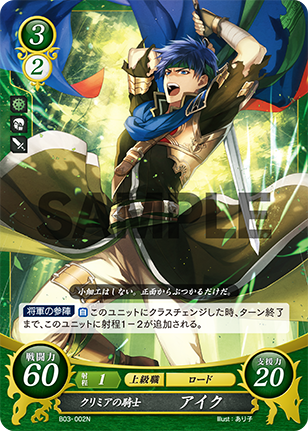 3
2
SAMPLE
小細工はしない。正面からぶつかるだけだ。
将軍の参陣 自 このユニットにクラスチェンジした時、ターン終了
まで、このユニットに射程1－2が追加される。
戦闘力 60 射程 1 上級職 ロード 支援力 20
クリミアの騎士 アイク
B03-002N Illust:あり子